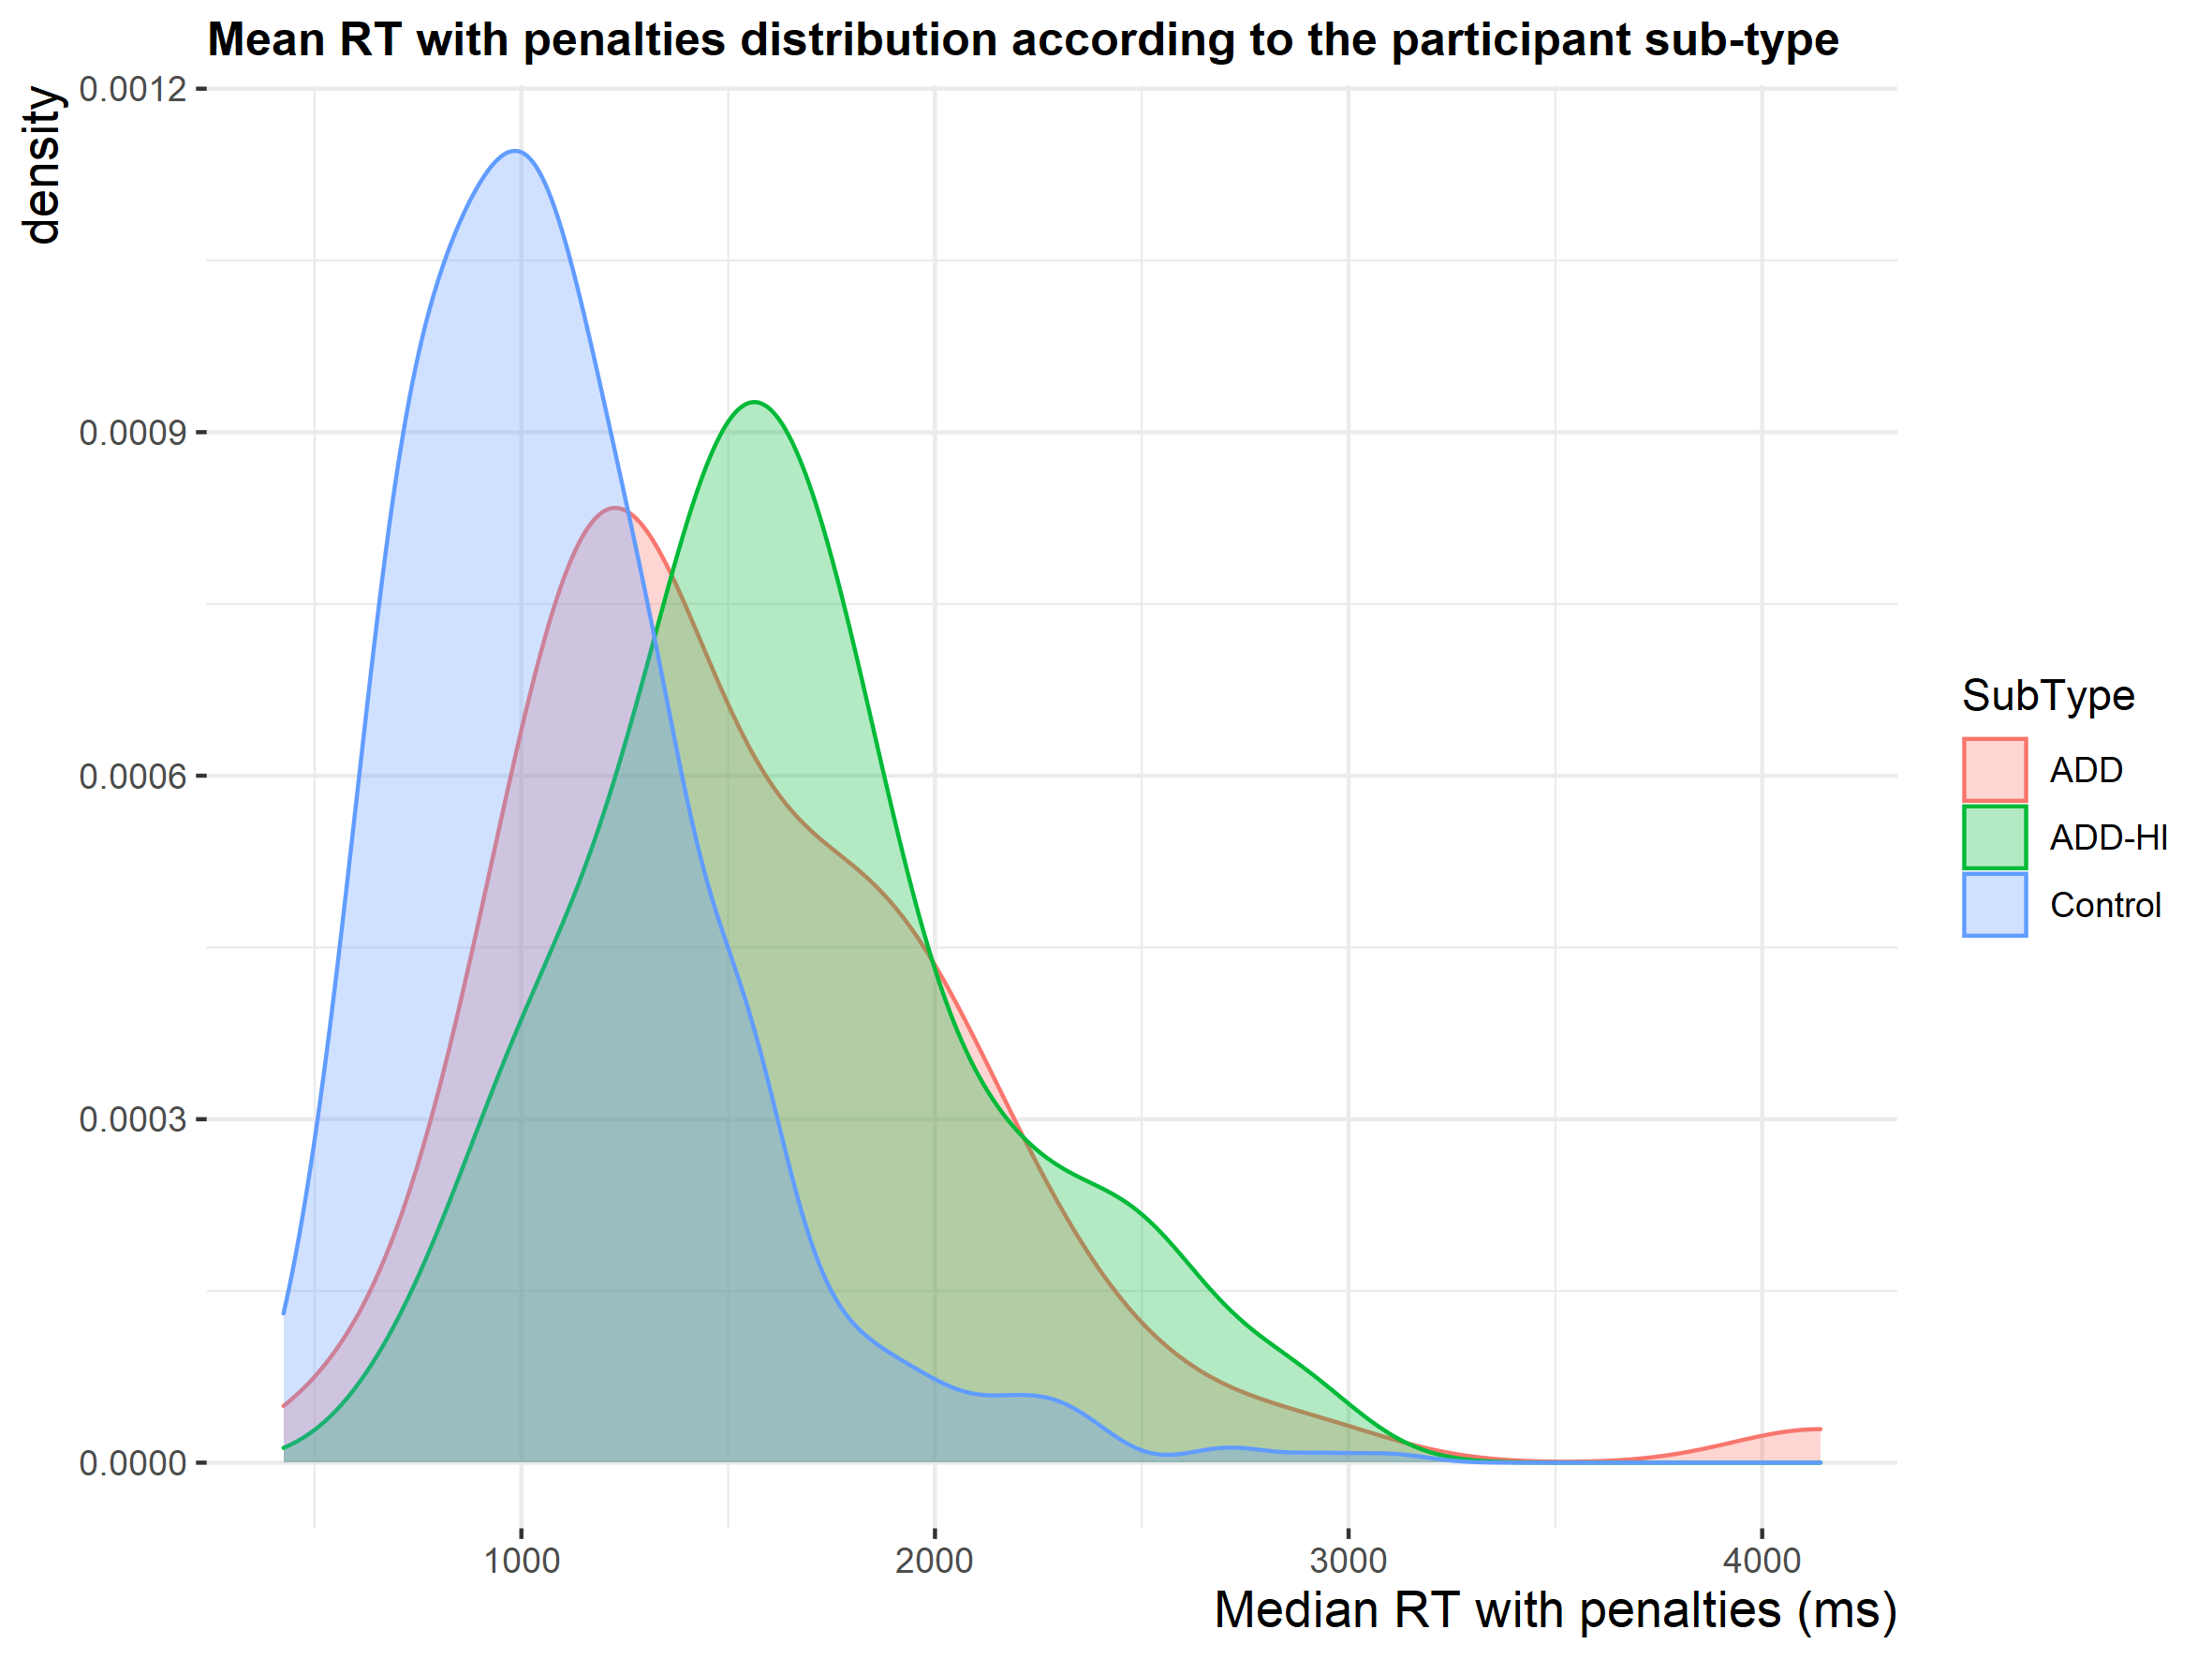 Mean RT with penalties distribution according to the participant sub-type
density
0.0012
0.0009
0.0006
0.0003
0.0000
1000
2000
3000
4000
Median RT with penalties (ms)
SubType
ADD
ADD-HI
Control